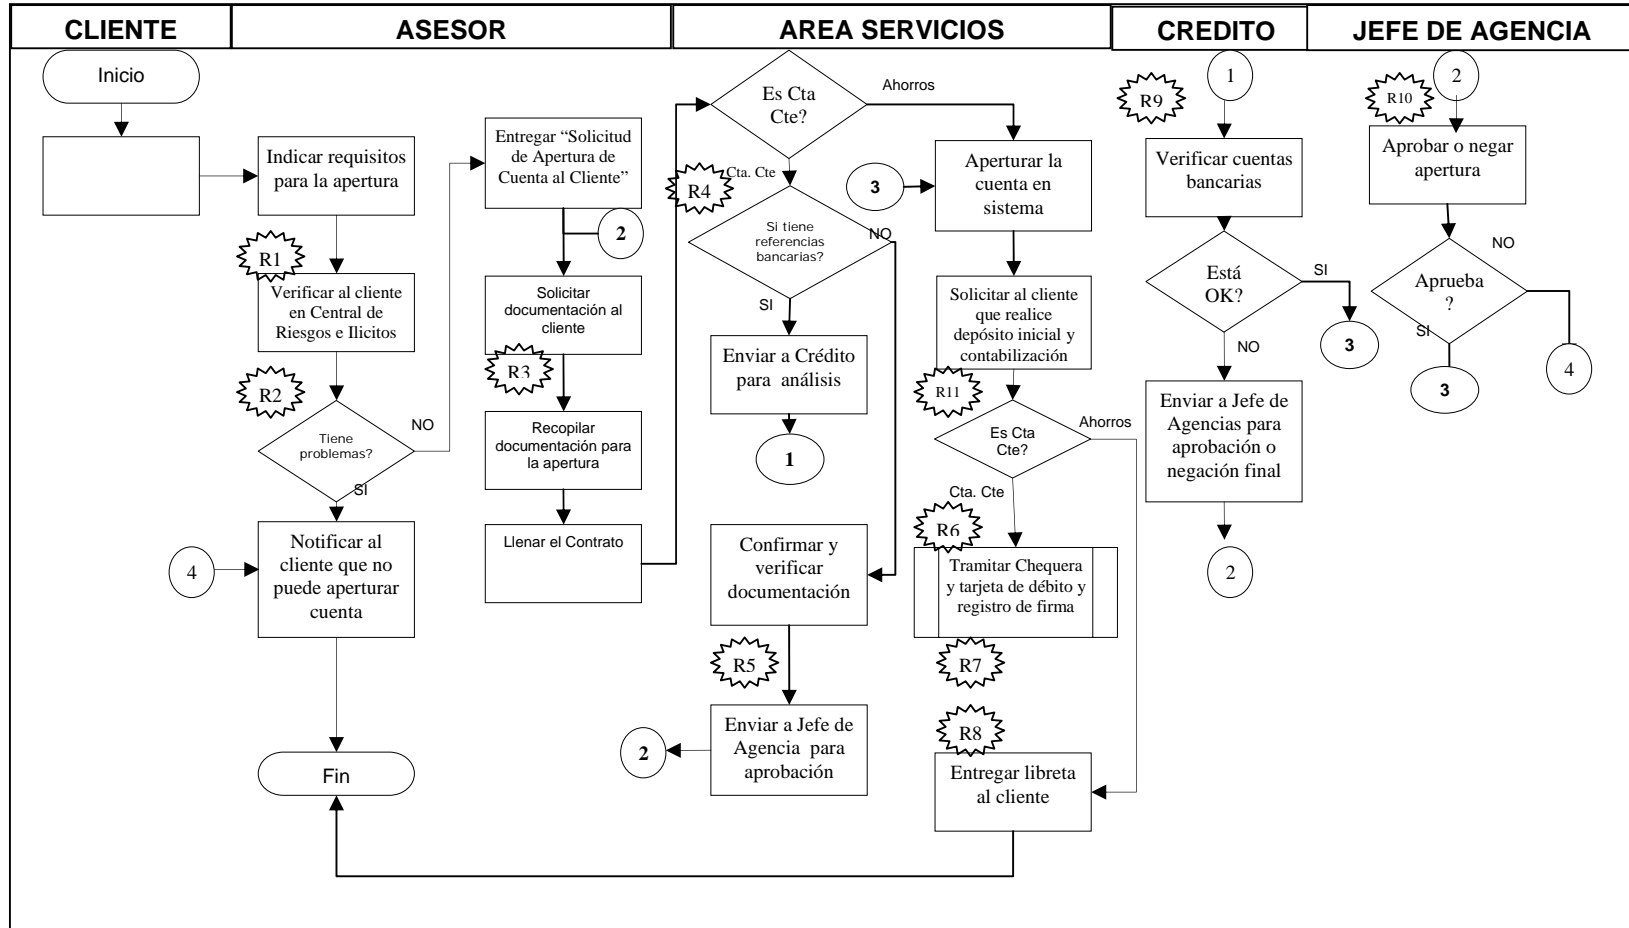 CLIENTE
ASESOR
AREA SERVICIOS
CREDITO
JEFE DE AGENCIA
Inicio
Indicar requisitos
para la apertura
R1
Verificar al cliente
en Central de
Riesgos e Ilicitos
R2
Tiene
problemas?
NO
SI
4
Notificar al
cliente que no
puede aperturar
cuenta
Fin
Entregar “Solicitud
de Apertura de
Cuenta al Cliente”
2
Solicitar
documentación al
cliente
R3
Recopilar
documentación para
la apertura
Llenar el Contrato
Es Cta
Cte?
Ahorros
Cta. Cte
R4
Si tiene
referencias
bancarias?
NO
SI
Enviar a Crédito
para análisis
1
Confirmar y
verificar
documentación
R5
Enviar a Jefe de
Agencia para
aprobación
2
3
Aperturar la
cuenta en
sistema
Solicitar al cliente
que realice
depósito inicial y
contabilización
R11
Es Cta
Cte?
Ahorros
Cta. Cte
R6
Tramitar Chequera
y tarjeta de débito y
registro de firma
R7
R8
Entregar libreta
al cliente
1
R9
Verificar cuentas
bancarias
Está
OK?
SI
3
NO
Enviar a Jefe de
Agencias para
aprobación o
negación final
2
2
R10
Aprobar o negar
apertura
NO
Aprueba
?
SI
3
4